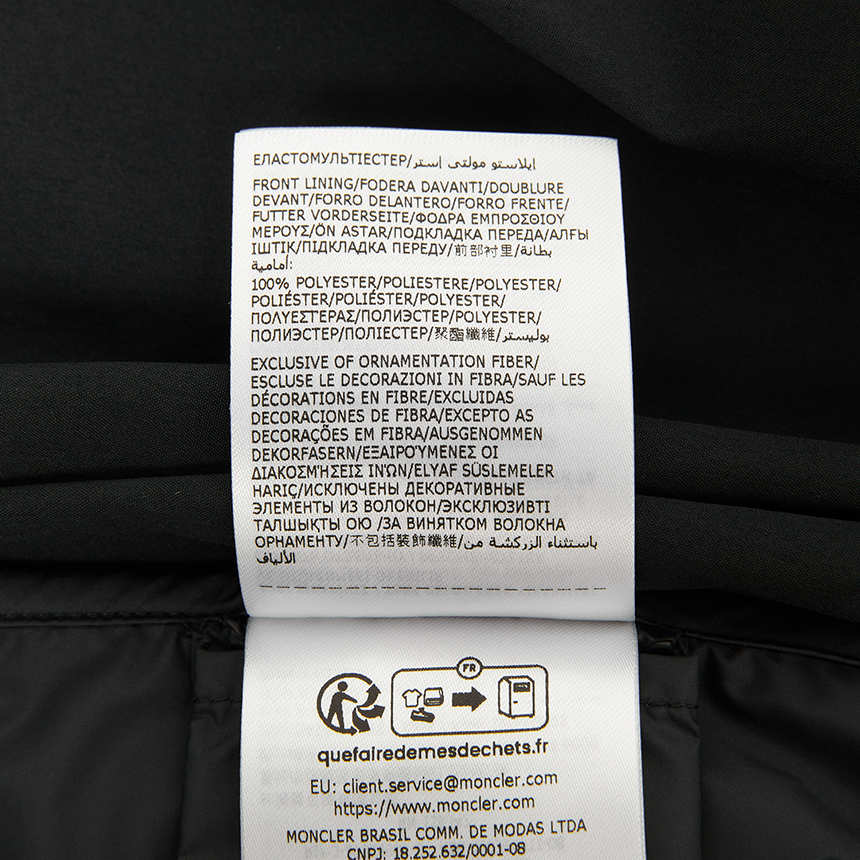 ЕЛАСТОМУЛЬТІЕСТЕР/إيلاستو مولتى إستر
FRONT LINING/FODERA DAVANTI/DOUBLURE
DEVANT/FORRO DELANTERO/FORRO FRENTE/
FUTTER VORDERSEITE/ΦΟΔΡΑ ΕΜΠΡΟΣΘΙΟΥ
ΜΕΡΟΥΣ/ÖN ASTAR/ПОДКЛАДКА ПЕРЕДА/АЛҒЫ
ІШТІК/ПІДКЛАДКА ПЕРЕДУ/前部衬里/بطانة
أمامية:
100% POLYESTER/POLIESTERE/POLYESTER/
POLIÉSTER/POLIÉSTER/POLYESTER/
ΠΟΛΥΕΣΤΕΡΑΣ/ПОЛИЭСТЕР/POLYESTER/
ПОЛИЭСТЕР/ПОЛІЕСТЕР/聚酯纖維/بوليستر
EXCLUSIVE OF ORNAMENTATION FIBER/
ESCLUSE LE DECORAZIONI IN FIBRA/SAUF LES
DÉCORATIONS EN FIBRE/EXCLUIDAS
DECORACIONES DE FIBRA/EXCEPTO AS
DECORAÇÕES EM FIBRA/AUSGENOMMEN
DEKORFASERN/ΕΞΑΙΡΟΎΜΕΝΕΣ ΟΙ
ΔΙΑΚΟΣΜΉΣΕΙΣ ΙΝΏΝ/ELYAF SÜSLEMELER
HARIÇ/ИСКЛЮЧЕНЫ ДЕКОРАТИВНЫЕ
ЭЛЕМЕНТЫ ИЗ ВОЛОКОН/ЭКСКЛЮЗИВТІ
ТАЛШЫҚТЫ ОЮ /ЗА ВИНЯТКОМ ВОЛОКНА
ОРНАМЕНТУ/不包括裝飾纖維/باستثناء الزركشة من
الألياف
FR
quefairedemesdechets.fr
EU: client.service@moncler.com
https://www.moncler.com
MONCLER BRASIL COMM. DE MODAS LTDA
CNPJ: 18.252.632/0001-08